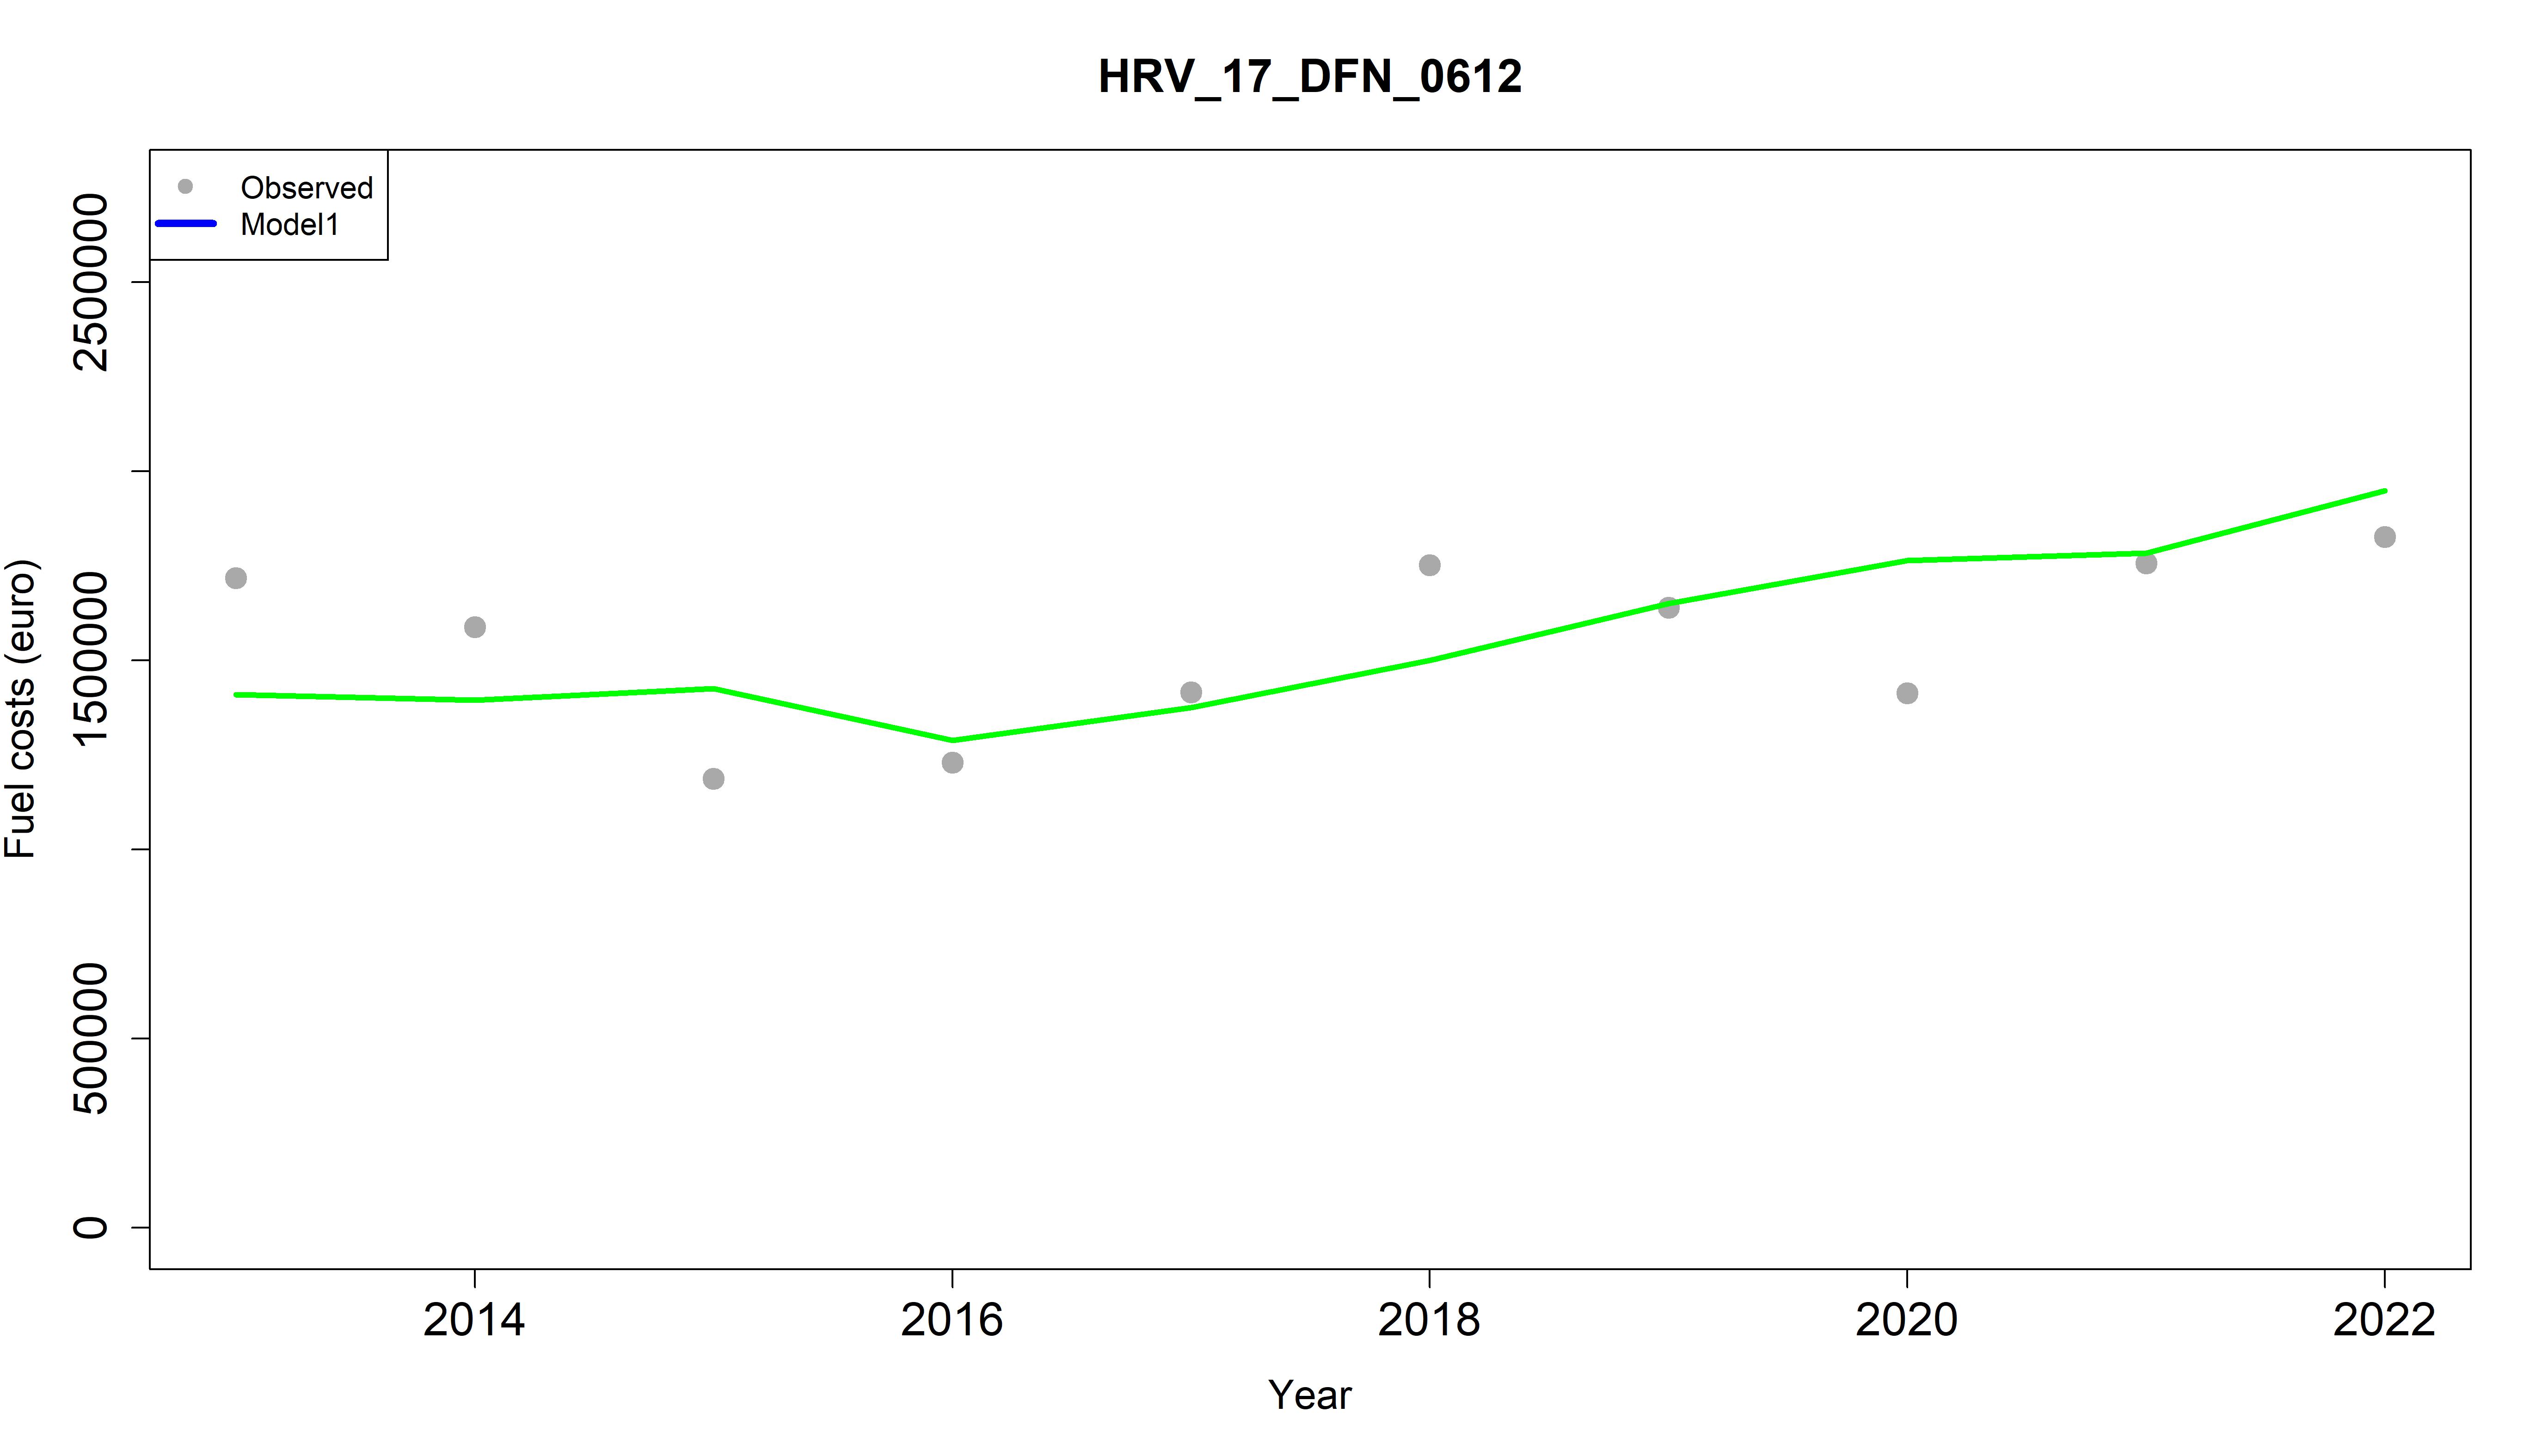 HRV_17_DFN_0612
Observed
Model1
Fuel costs (euro)
2500000
1500000
500000
0
2014
2016
2018
2020
2022
Year